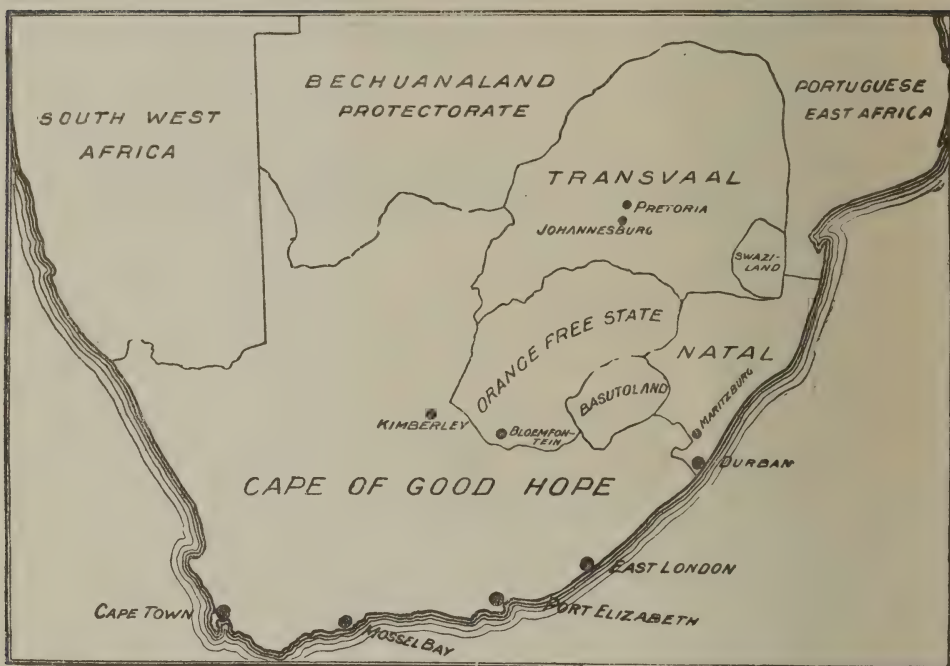 BECHUANALAND
PROTECTORATE
PORTUGUESE
EAST AFRICA
SOUTH WEST
AFRICA
TRANSVAAL
PRETORIA
JOHANNESBURG
SWAZI-
LAND
ORANGE FREE STATE
NATAL
BASUTOLAND
MARITZBURG
KIMBERLEY
BLOEMFON-
TEIN
DURBAN
CAPE OF GOOD HOPE
EAST LONDON
PORT ELIZABETH
CAPE TOWN
MOSSEL BAY